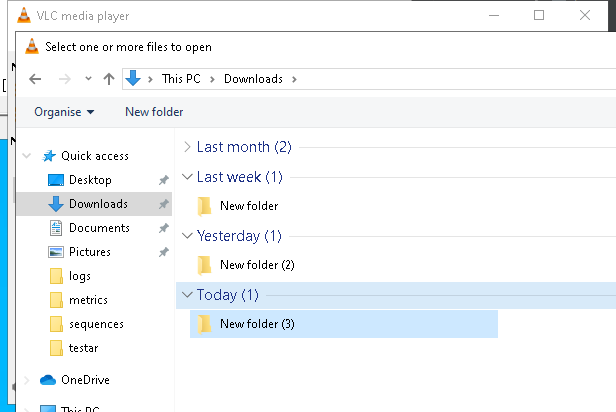 VLC media player
Select one or more files to open
This PC
Downloads
Organise
New folder
Quick access
Desktop
Downloads
Documents
Pictures
logs
metrics
sequences
testar
OneDrive
This PC
Last month (2)
Last week (1)
New folder
Yesterday (1)
New folder (2)
Today (1)
New folder (3)